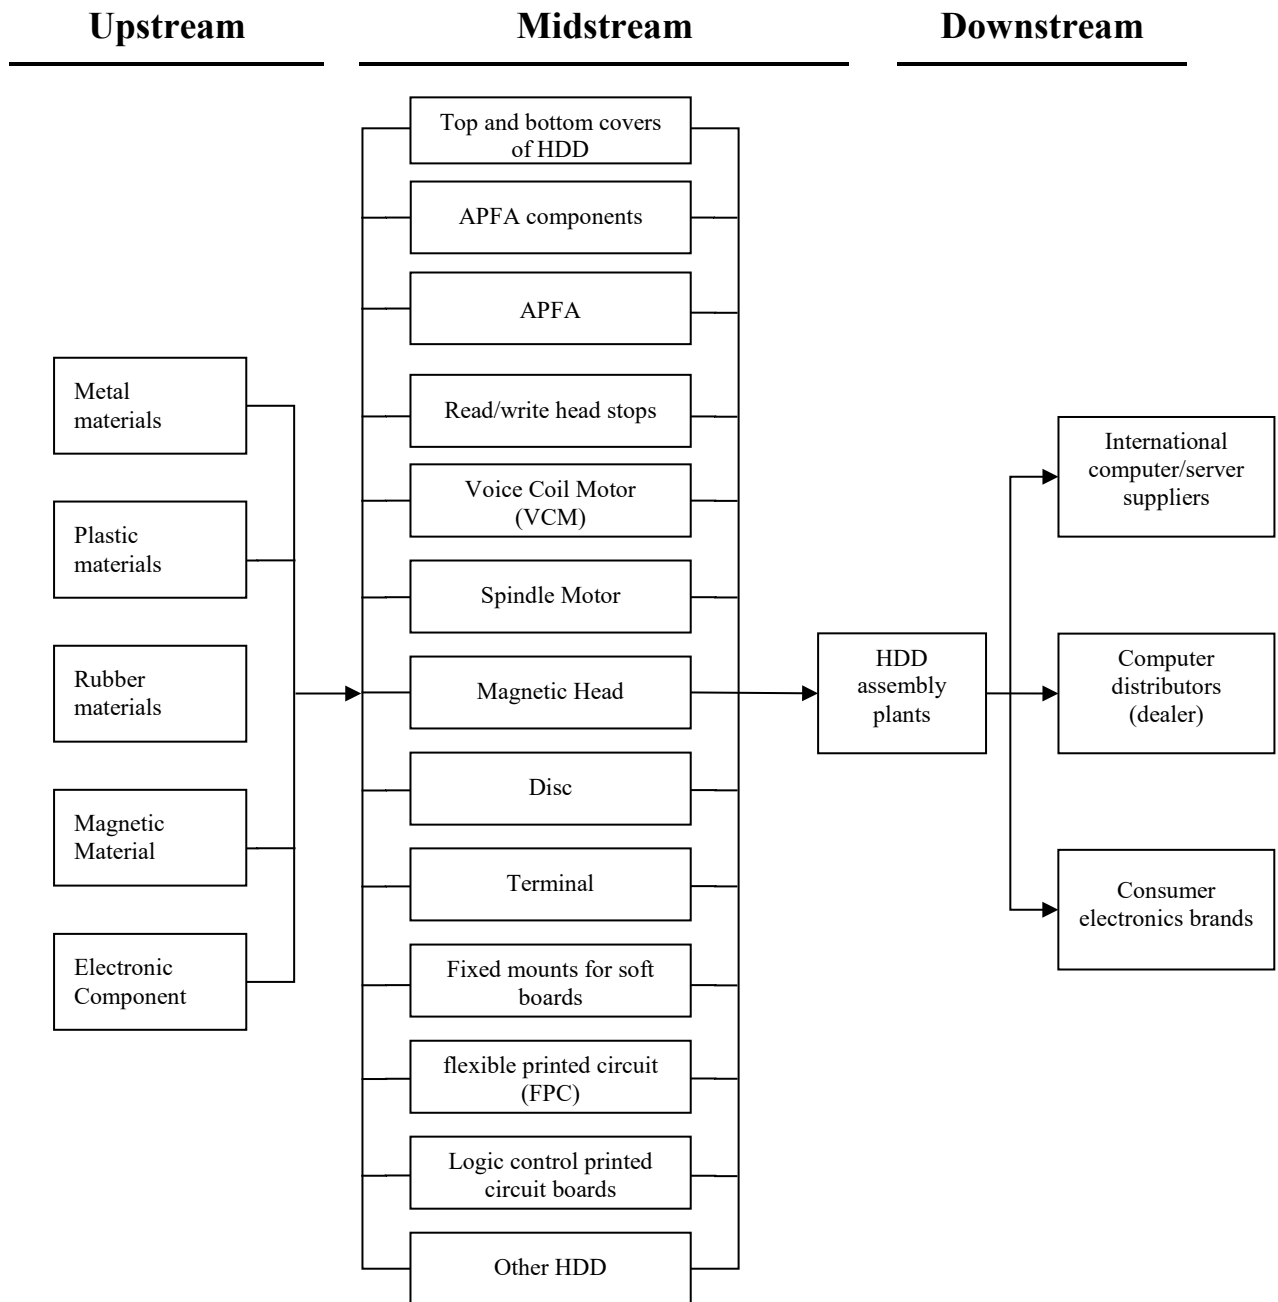 Upstream
Midstream
Downstream
Top and bottom covers
of HDD
APFA components
APFA
Read/write head stops
Voice Coil Motor
(VCM)
Spindle Motor
Magnetic Head
Disc
Terminal
Fixed mounts for soft
boards
flexible printed circuit
(FPC)
Logic control printed
circuit boards
Other HDD
Metal
materials
Plastic
materials
Rubber
materials
Magnetic
Material
Electronic
Component
HDD
assembly
plants
International
computer/server
suppliers
Computer
distributors
(dealer)
Consumer
electronics brands